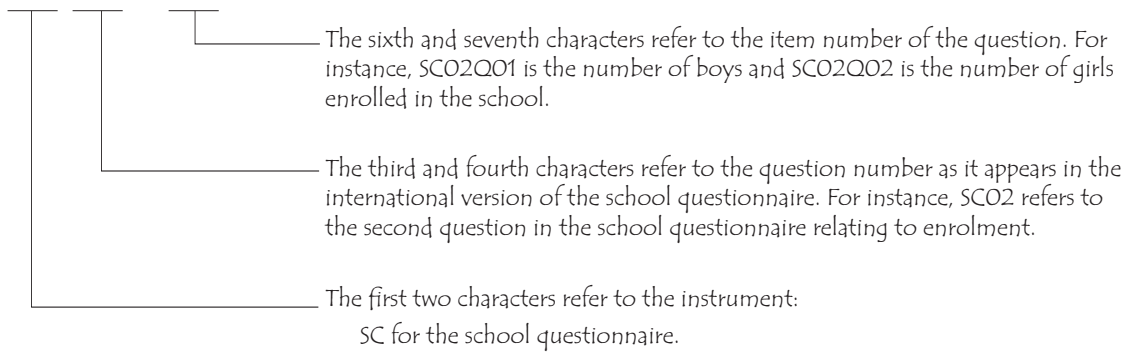 The sixth and seventh characters refer to the item number of the question. For
instance, SC02Q01 is the number of boys and SC02Q02 is the number of girls
enrolled in the school.
The third and fourth characters refer to the question number as it appears in the
international version of the school questionnaire. For instance, SC02 refers to
the second question in the school questionnaire relating to enrolment.
The first two characters refer to the instrument:
SC for the school questionnaire.